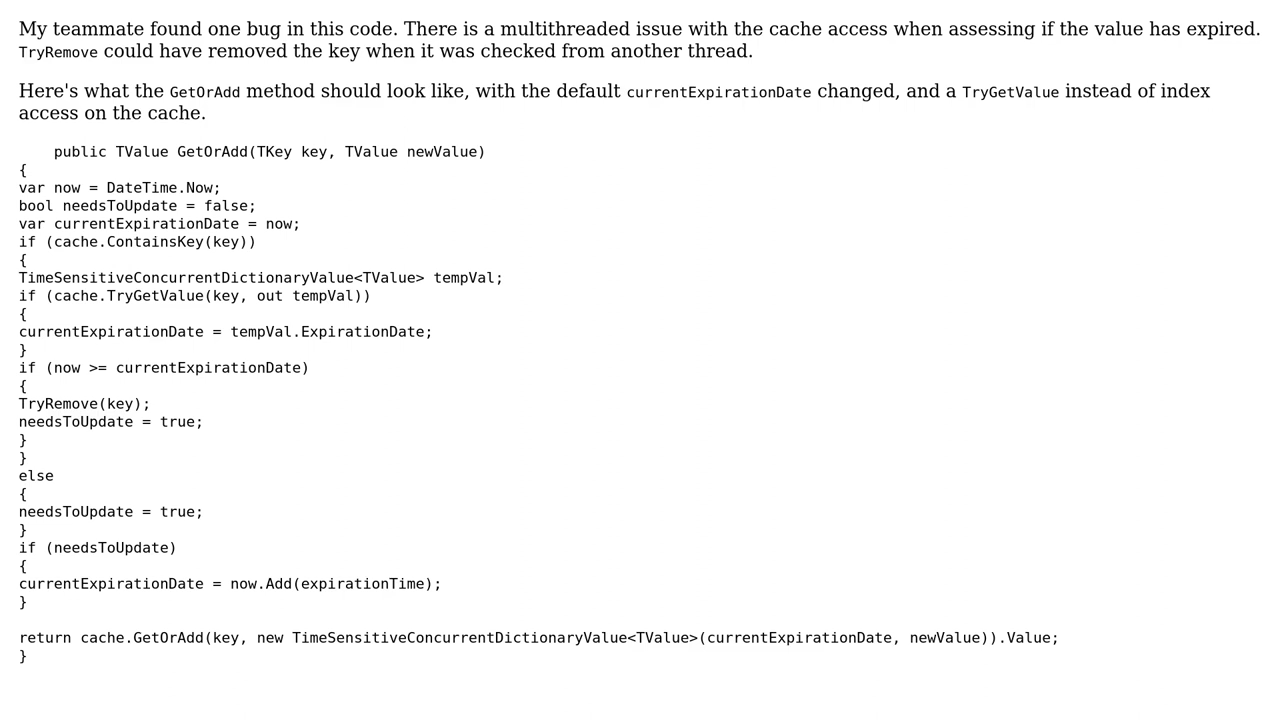 My teammate found one bug in this code. There is a multithreaded issue with the cache access when assessing if the value has expired.
TryRemove could have removed the key when it was checked from another thread.
Here's what the GetOrAdd method should look like, with the default currentExpirationDate changed, and a TryGetValue instead of index
access on the cache.
public TValue GetOrAdd(TKey key, TValue newValue)
{
var now = DateTime.Now;
bool needsToUpdate = false;
var currentExpirationDate = now;
if (cache.ContainsKey(key))
{
TimeSensitiveConcurrentDictionaryValue<TValue> tempVal;
if (cache.TryGetValue(key, out tempVal))
{
currentExpirationDate = tempVal.ExpirationDate;
}
if (now >= currentExpirationDate)
{
TryRemove(key);
needsToUpdate = true;
}
}
else
{
needsToUpdate = true;
}
if (needsToUpdate)
{
currentExpirationDate = now.Add(expirationTime);
}
return cache.GetOrAdd(key, new TimeSensitiveConcurrentDictionaryValue<TValue>(currentExpirationDate, newValue)).Value;
}